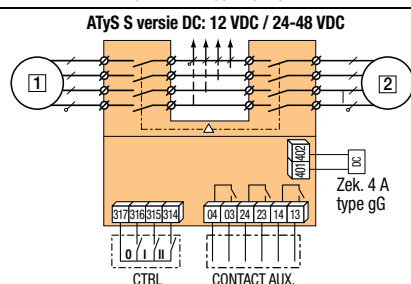 ATyS S versie DC: 12 VDC / 24-48 VDC
1
2
401 402
DC
Zek. 4 A
type gG
317 316 315 314
04 03 24 23 14 13
0 I II
CTRL
CONTACT AUX.